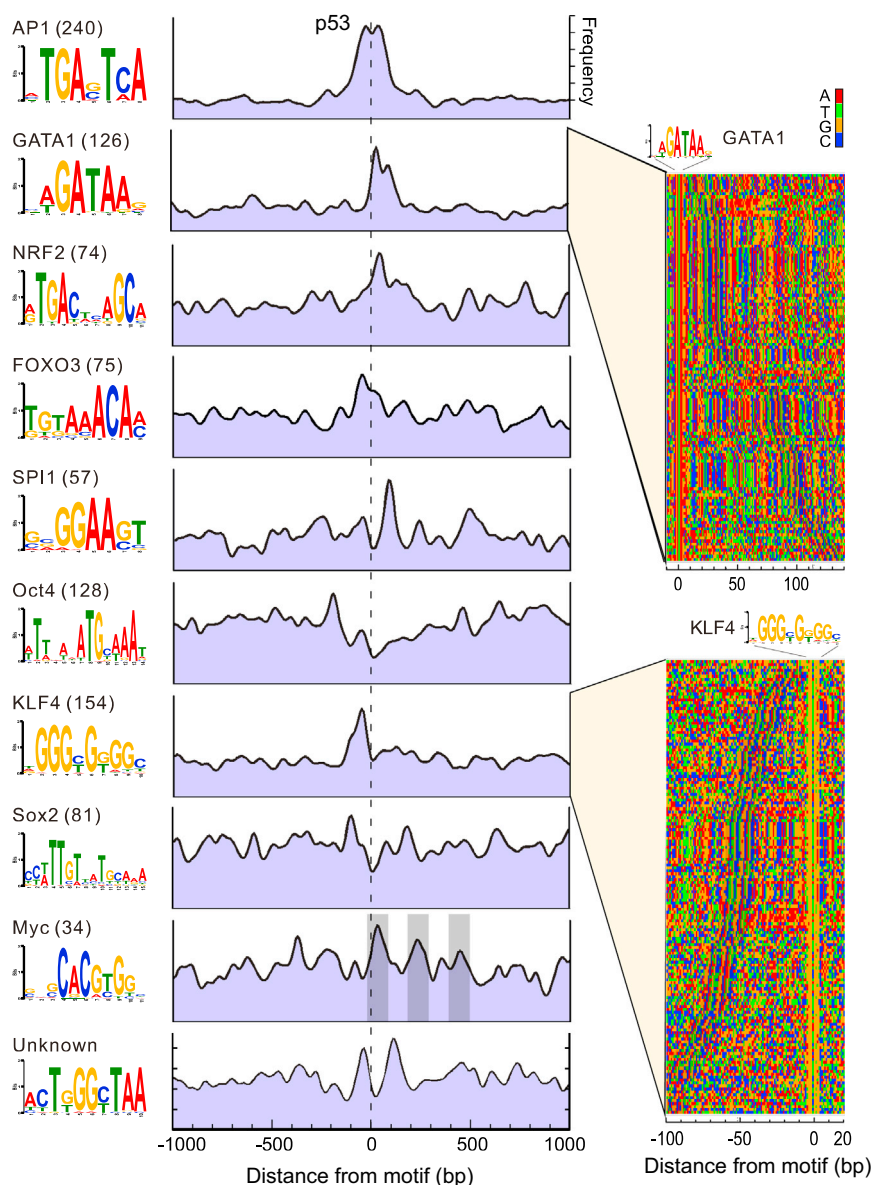 AP1 (240)
p53
Frequency
GATA1 (126)
GATA1
A
T
G
C
NRF2 (74)
FOXO3 (75)
SPI1 (57)
0 50 100
Oct4 (128)
KLF4
KLF4 (154)
Sox2 (81)
Myc (34)
Unknown
-1000 -500 0 500 1000
Distance from motif (bp)
-100 -50 0 20
Distance from motif (bp)